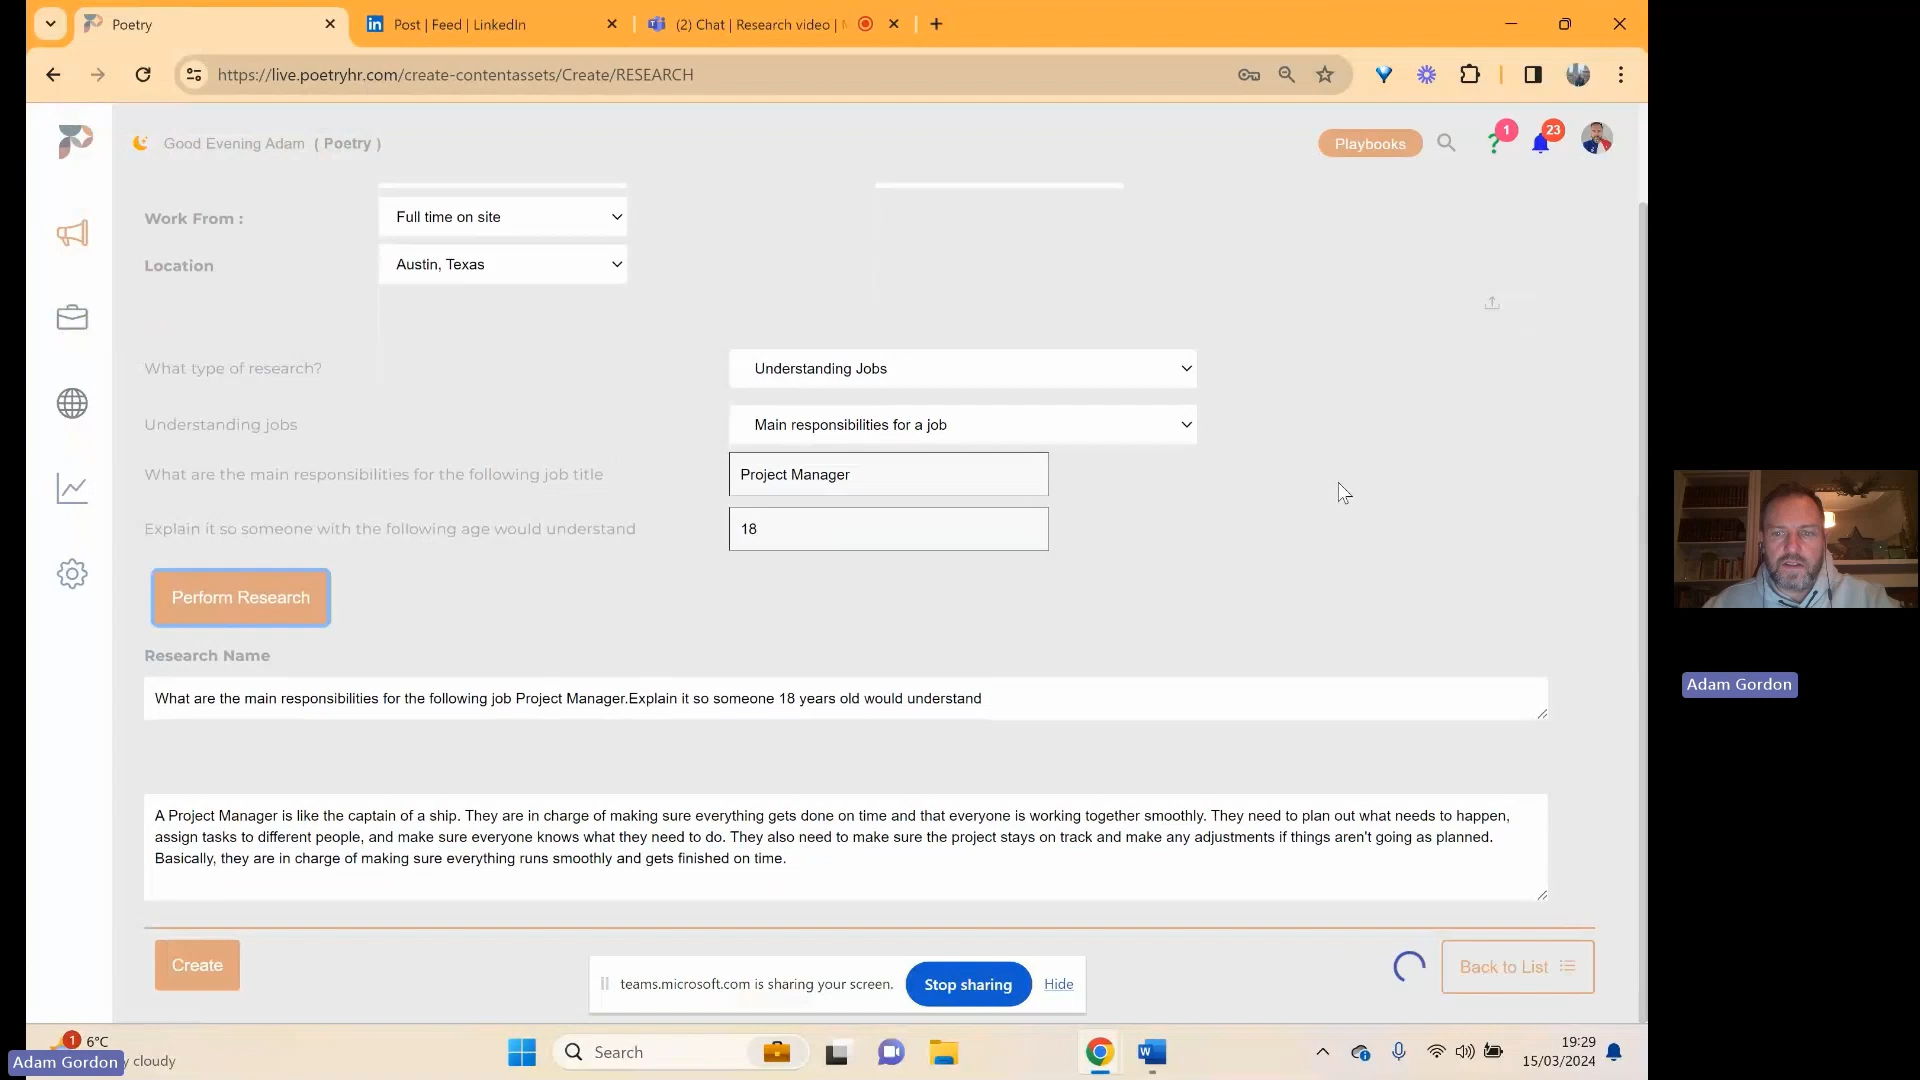 Poetry
Post | Feed | LinkedIn
(2) Chat | Research video |
https://live.poetryhr.com/create-contentassets/Create/RESEARCH
Good Evening Adam ( Poetry )
Playbooks
1
23
Work From :
Full time on site
Location
Austin, Texas
What type of research?
Understanding Jobs
Understanding jobs
Main responsibilities for a job
What are the main responsibilities for the following job title
Project Manager
Explain it so someone with the following age would understand
18
Perform Research
Research Name
What are the main responsibilities for the following job Project Manager.Explain it so someone 18 years old would understand
A Project Manager is like the captain of a ship. They are in charge of making sure everything gets done on time and that everyone is working together smoothly. They need to plan out what needs to happen,
assign tasks to different people, and make sure everyone knows what they need to do. They also need to make sure the project stays on track and make any adjustments if things aren't going as planned.
Basically, they are in charge of making sure everything runs smoothly and gets finished on time.
Create
Back to List
teams.microsoft.com is sharing your screen.
Stop sharing
Hide
Adam Gordon
1
6°C
cloudy
Adam Gordon
Search
19:29
15/03/2024